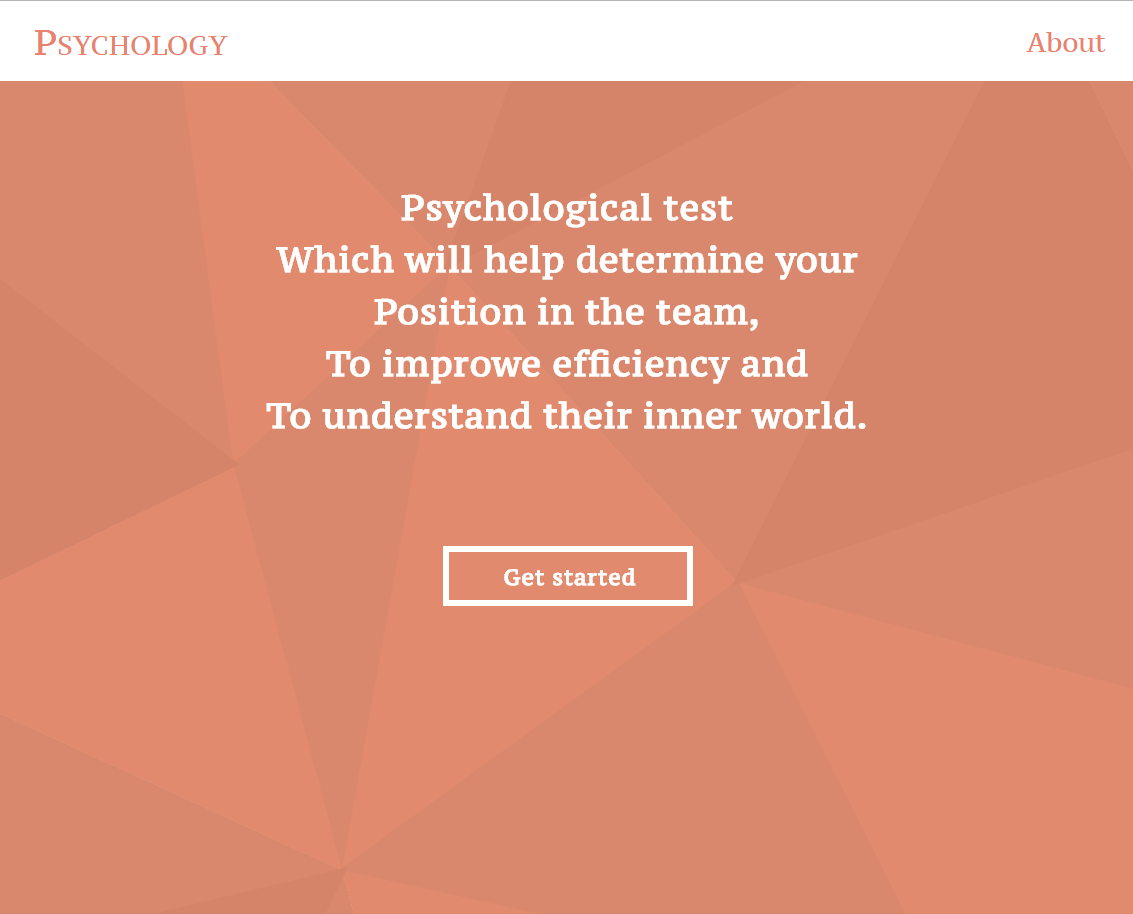 PSYCHOLOGY
About
Psychological test
Which will help determine your
Position in the team,
To improwe efficiency and
To understand their inner world.
Get started